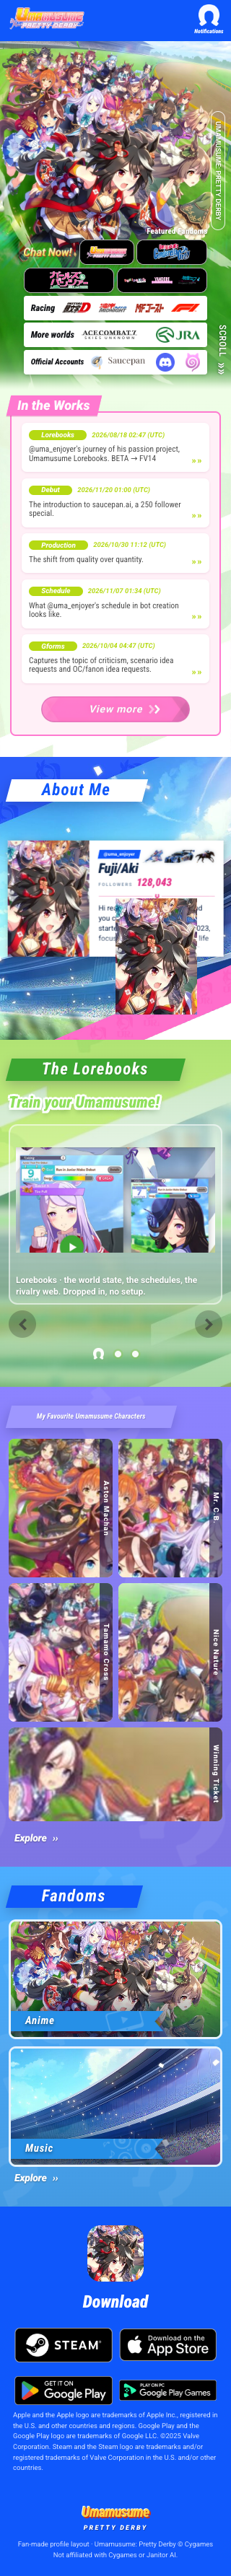 Umamusume
PRETTY DERBY
Notifications
UMAMUSUME: PRETTY DERBY
Featured Fandoms
Chat Now!
Racing
More worlds
ACE COMBAT 7
SKIES UNKNOWN
JRA
Official Accounts
Saucepan
SCROLL
In the Works
Lorebooks 2026/08/18 02:47 (UTC)
@uma_enjoyer's journey of his passion project,
Umamusume Lorebooks. BETA → FV14
Debut 2026/11/20 01:00 (UTC)
The introduction to saucepan.ai, a 250 follower
special.
Production 2026/10/30 11:12 (UTC)
The shift from quality over quantity.
Schedule 2026/11/07 01:34 (UTC)
What @uma_enjoyer's schedule in bot creation
looks like.
Gforms 2026/10/04 04:47 (UTC)
Captures the topic of criticism, scenario idea
requests and OC/fanon idea requests.
View more
About Me
@uma_enjoyer
Fuji/Aki
FOLLOWERS 128,043
The Lorebooks
Train your Umamusume!
Lorebooks · the world state, the schedules, the
rivalry web. Dropped in, no setup.
My Favourite Umamusume Characters
Aston Machan
Mr. C.B.
Tamamo Cross
Nice Nature
Winning Ticket
Explore ››
Fandoms
Anime
Music
Explore ››
Download
STEAM®
Download on the
App Store
GET IT ON
Google Play
PLAY ON PC
Google Play Games
Apple and the Apple logo are trademarks of Apple Inc., registered in
the U.S. and other countries and regions. Google Play and the
Google Play logo are trademarks of Google LLC. ©2025 Valve
Corporation. Steam and the Steam logo are trademarks and/or
registered trademarks of Valve Corporation in the U.S. and/or other
countries.
Umamusume
PRETTY DERBY
Fan-made profile layout · Umamusume: Pretty Derby © Cygames
Not affiliated with Cygames or Janitor AI.